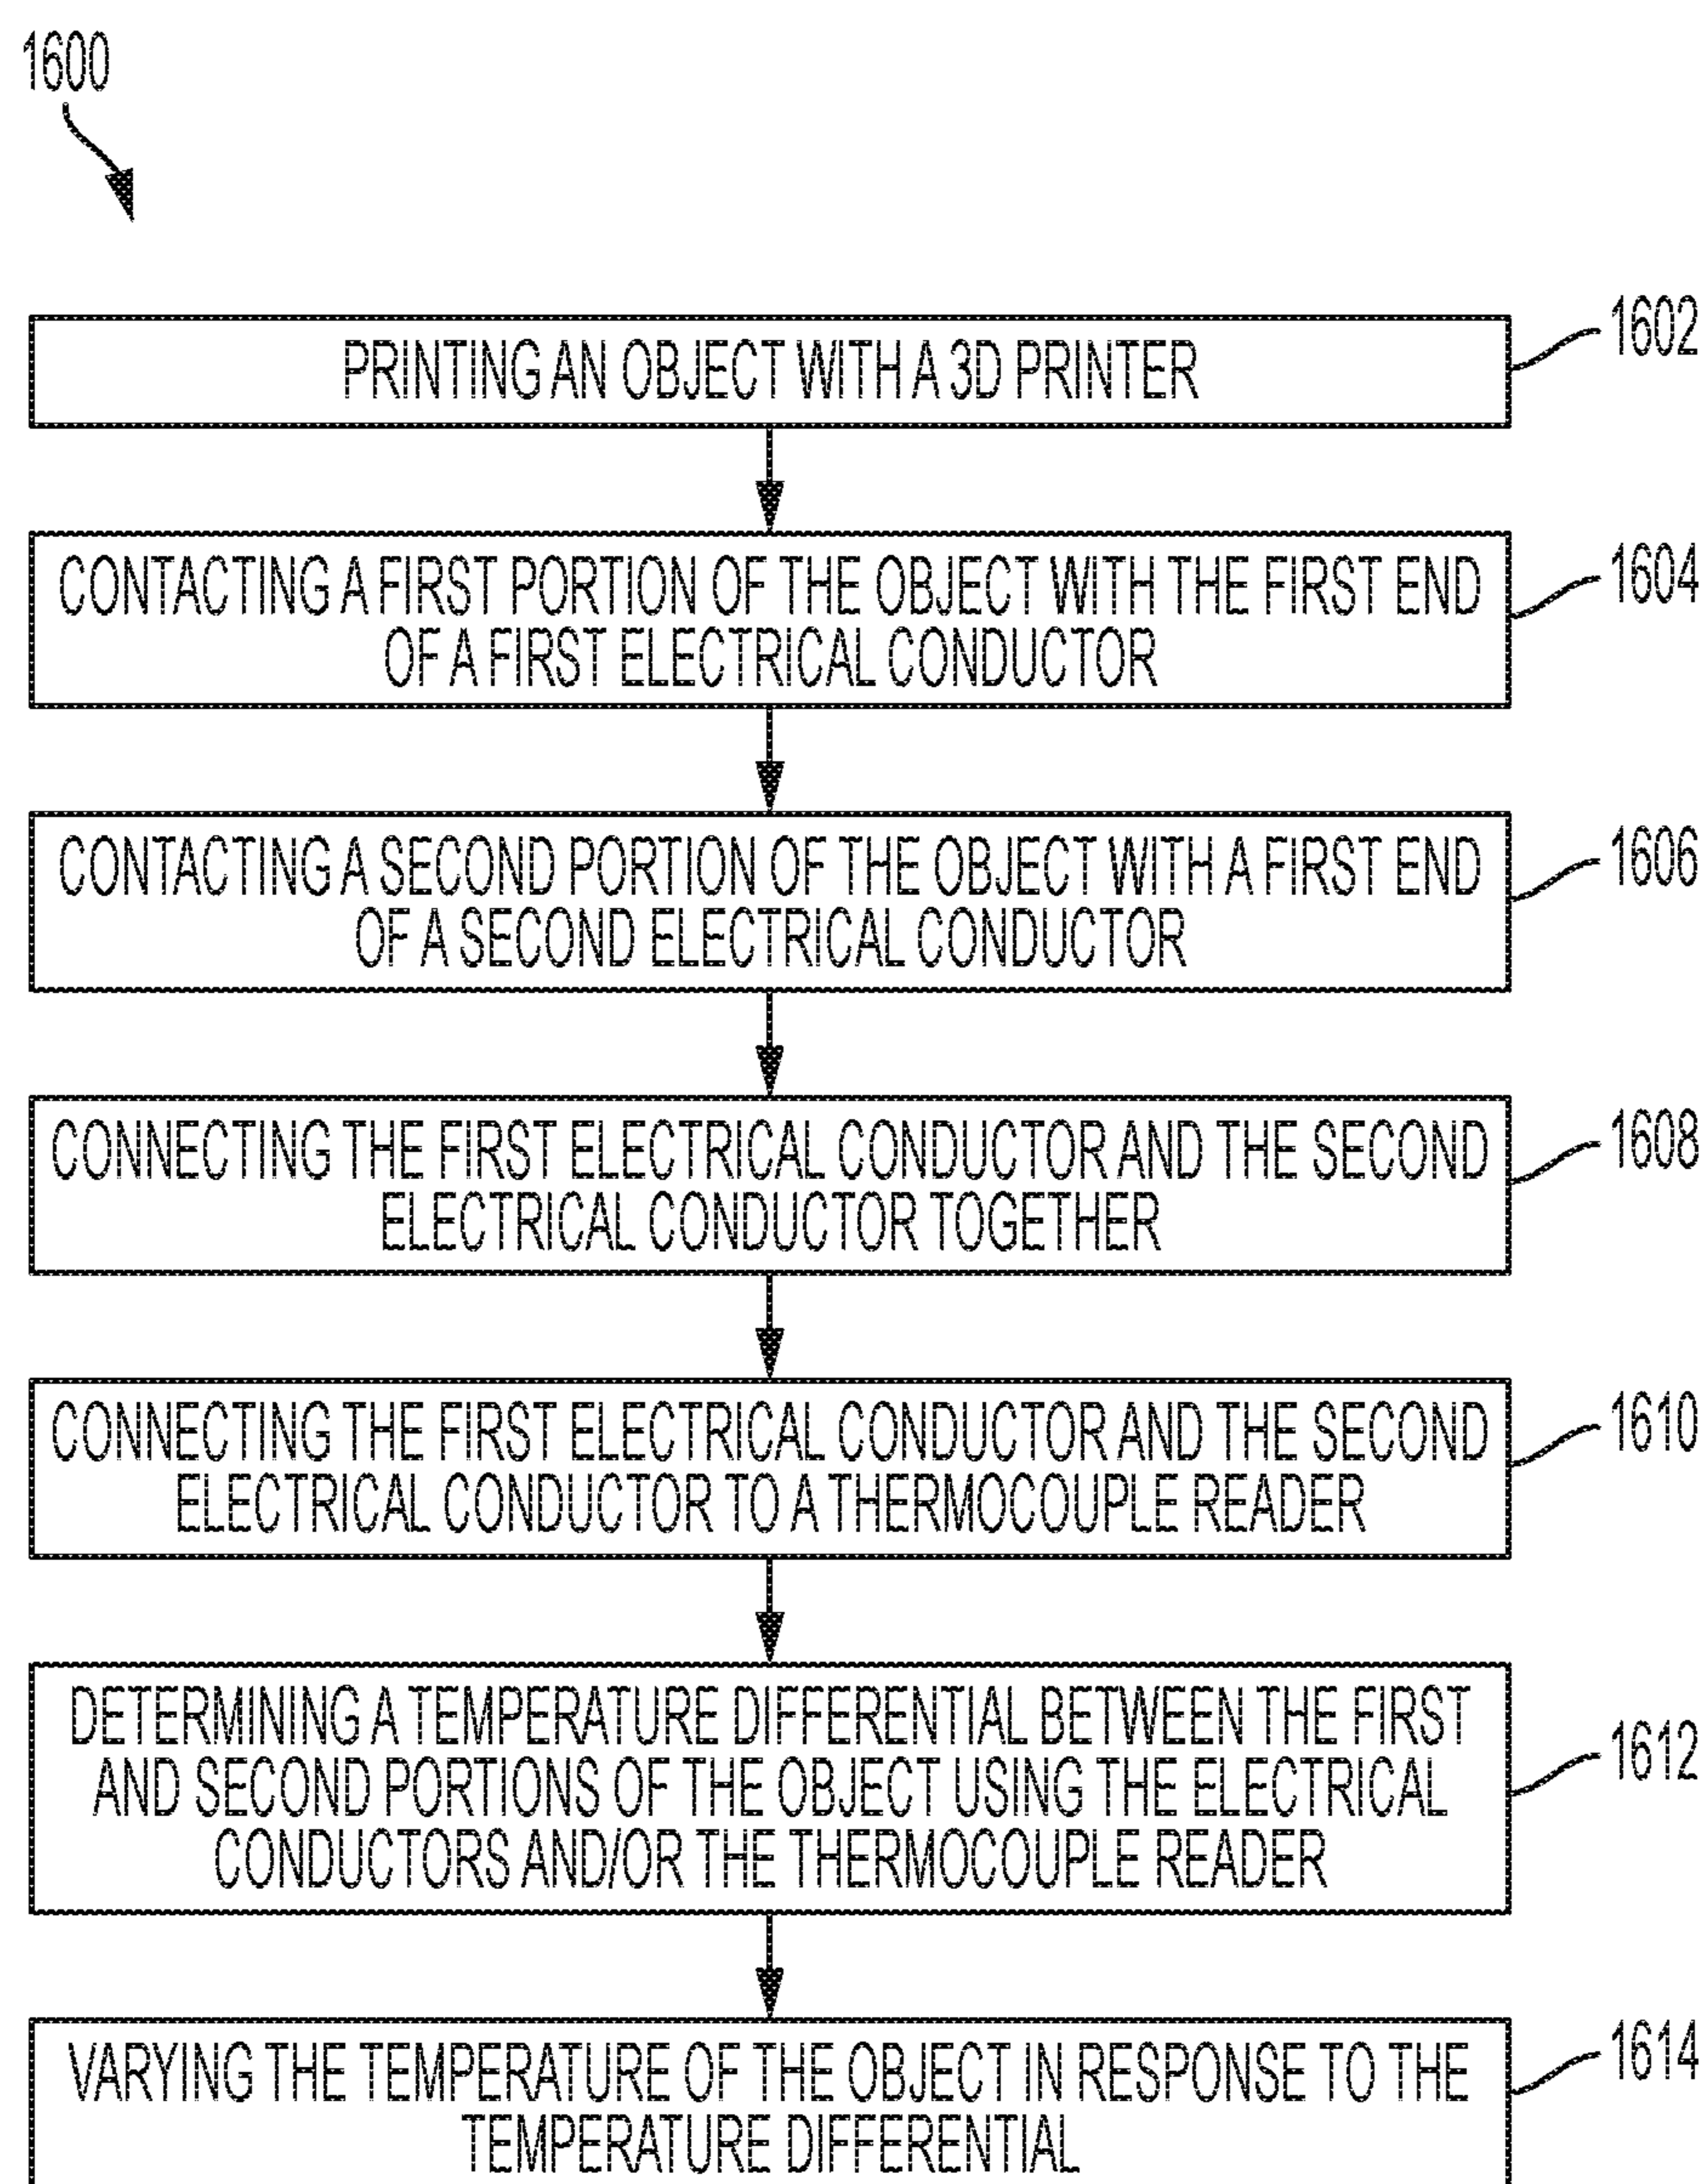 1600
PRINTING AN OBJECT WITH A 3D PRINTER
1602
CONTACTING A FIRST PORTION OF THE OBJECT WITH THE FIRST END
OF A FIRST ELECTRICAL CONDUCTOR
1604
CONTACTING A SECOND PORTION OF THE OBJECT WITH A FIRST END
OF A SECOND ELECTRICAL CONDUCTOR
1606
CONNECTING THE FIRST ELECTRICAL CONDUCTOR AND THE SECOND
ELECTRICAL CONDUCTOR TOGETHER
1608
CONNECTING THE FIRST ELECTRICAL CONDUCTOR AND THE SECOND
ELECTRICAL CONDUCTOR TO A THERMOCOUPLE READER
1610
DETERMINING A TEMPERATURE DIFFERENTIAL BETWEEN THE FIRST
AND SECOND PORTIONS OF THE OBJECT USING THE ELECTRICAL
CONDUCTORS AND/OR THE THERMOCOUPLE READER
1612
VARYING THE TEMPERATURE OF THE OBJECT IN RESPONSE TO THE
TEMPERATURE DIFFERENTIAL
1614